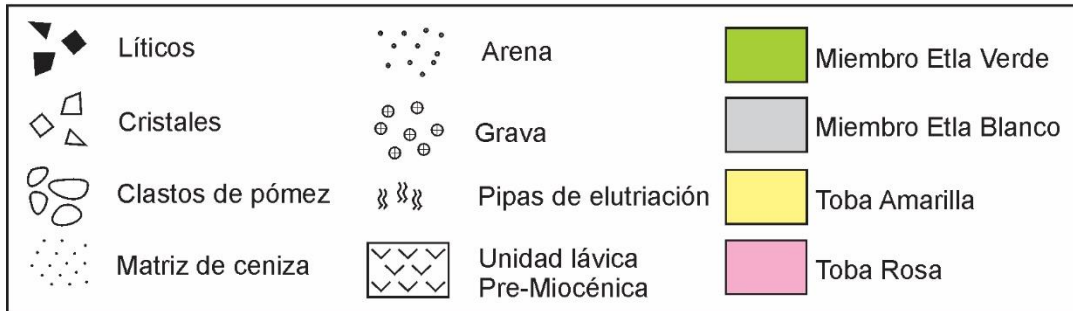 Líticos
Cristales
Clastos de pómez
Matriz de ceniza
Arena
Grava
Pipas de elutriación
Unidad lávica
Pre-Miocénica
Miembro Etla Verde
Miembro Etla Blanco
Toba Amarilla
Toba Rosa